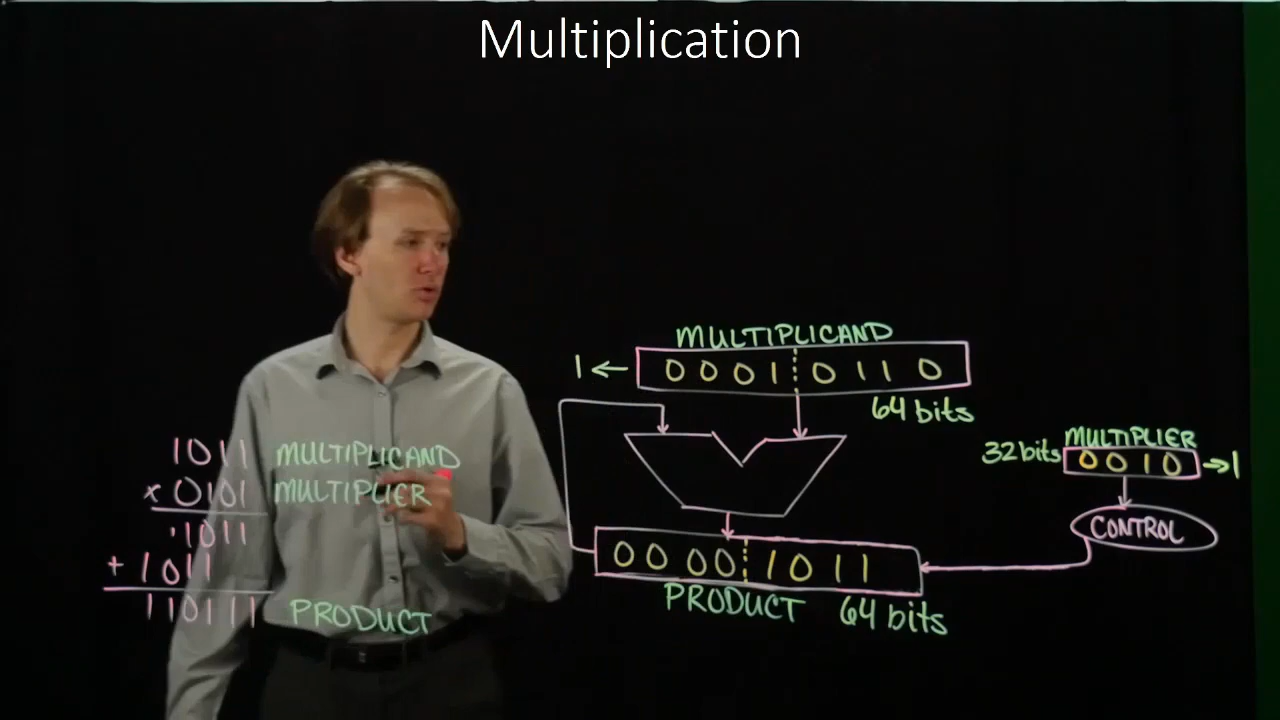 Multiplication
1011 MULTIPLICAND
x 0101 MULTIPLIER
1011
+ 1011
110111 PRODUCT
MULTIPLICAND
1 ← 0001 0110
64 bits
MULTIPLIER
32 bits 0010 → 1
CONTROL
0000 1011
PRODUCT 64 bits